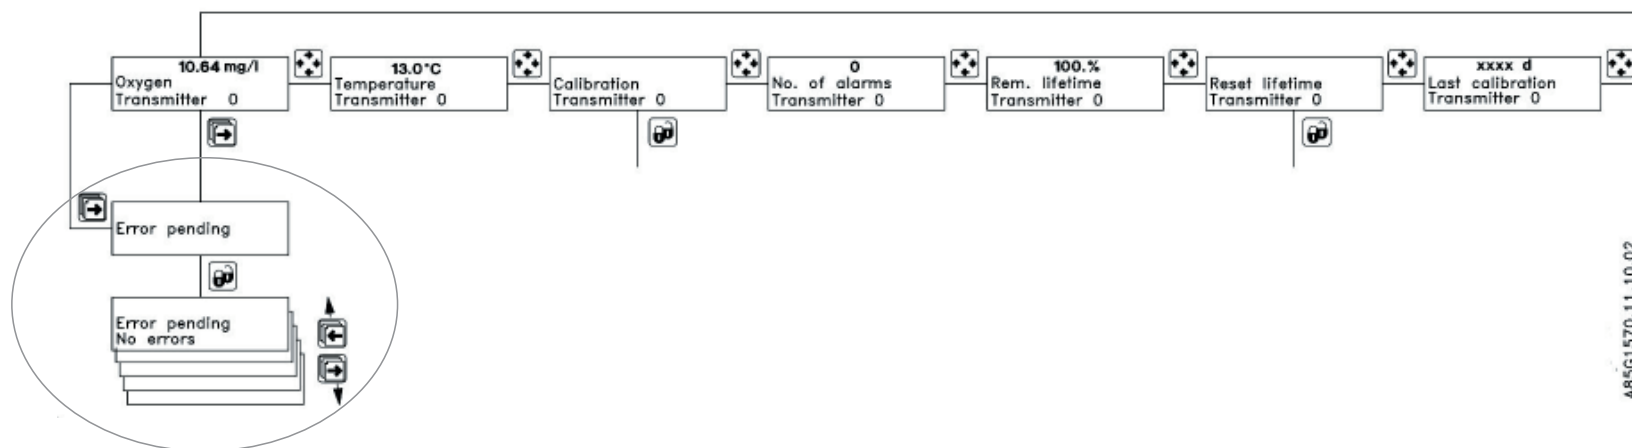 10.64 mg/l
Oxygen
Transmitter 0
13.0°C
Temperature
Transmitter 0
Calibration
Transmitter 0
0
No. of alarms
Transmitter 0
100.%
Rem. lifetime
Transmitter 0
Reset lifetime
Transmitter 0
xxxx d
Last calibration
Transmitter 0
Error pending
Error pending
No errors
A85G1570 11.10.02